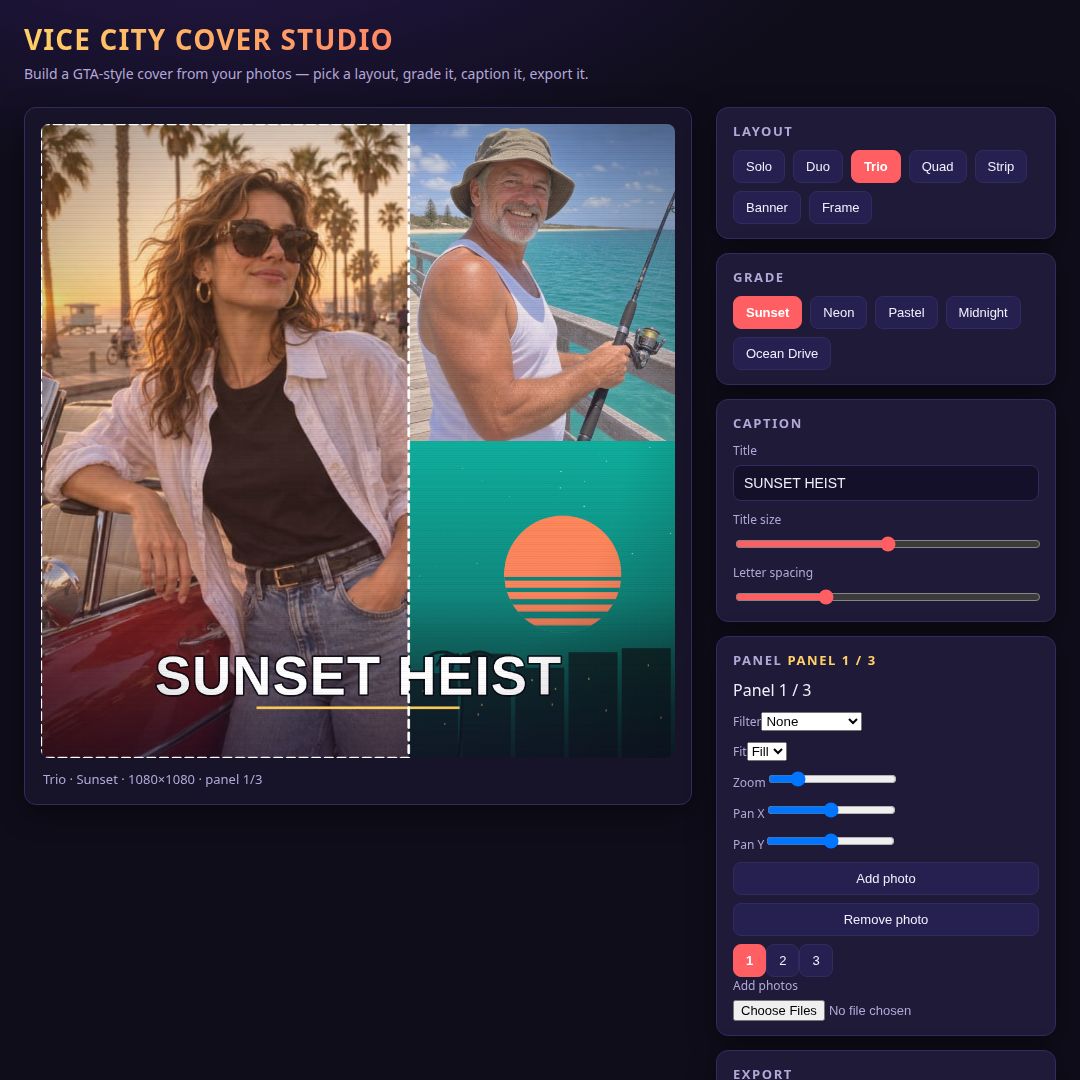 VICE CITY COVER STUDIO
Build a GTA-style cover from your photos — pick a layout, grade it, caption it, export it.
SUNSET HEIST
Trio · Sunset · 1080×1080 · panel 1/3
LAYOUT
Solo Duo Trio Quad Strip
Banner Frame
GRADE
Sunset Neon Pastel Midnight
Ocean Drive
CAPTION
Title
SUNSET HEIST
Title size
Letter spacing
PANEL PANEL 1 / 3
Panel 1 / 3
Filter None
Fit Fill
Zoom
Pan X
Pan Y
Add photo
Remove photo
1 2 3
Add photos
Choose Files No file chosen
EXPORT